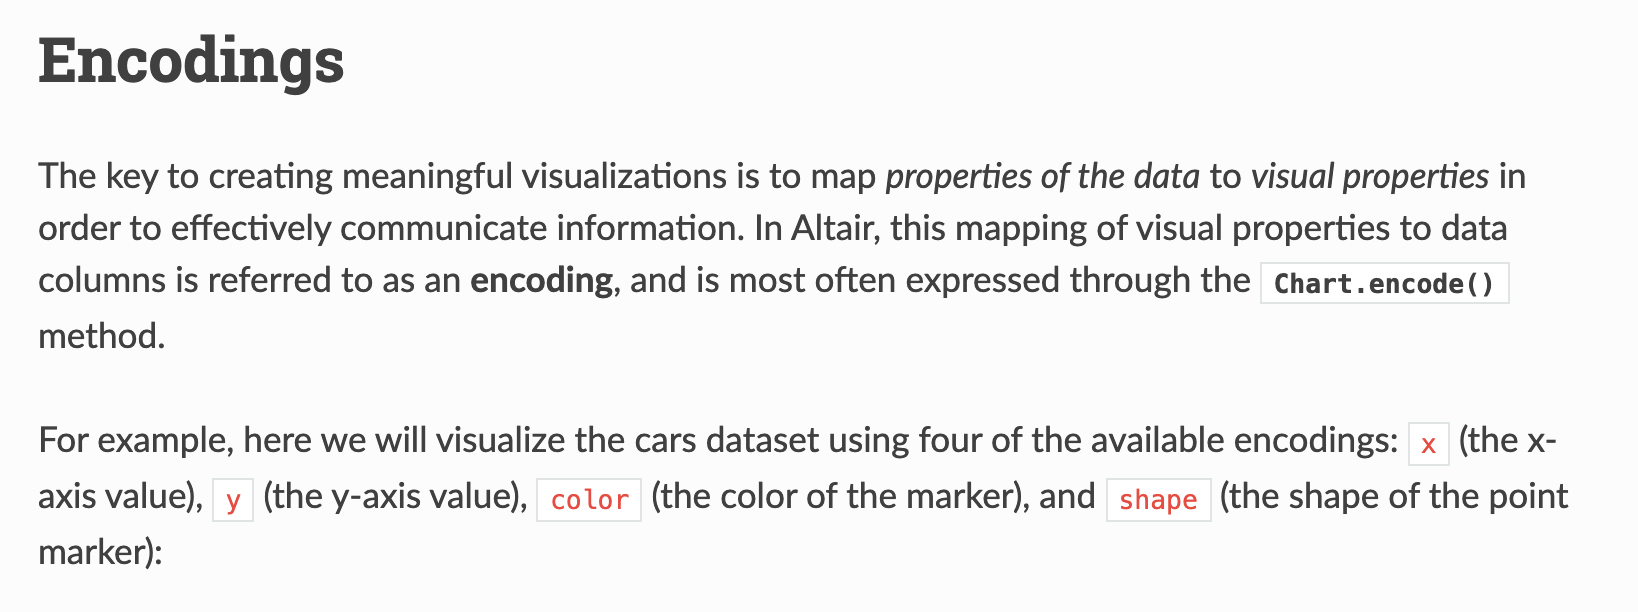 Encodings
The key to creating meaningful visualizations is to map properties of the data to visual properties in
order to effectively communicate information. In Altair, this mapping of visual properties to data
columns is referred to as an encoding, and is most often expressed through the Chart.encode()
method.
For example, here we will visualize the cars dataset using four of the available encodings: x (the x-
axis value), y (the y-axis value), color (the color of the marker), and shape (the shape of the point
marker):